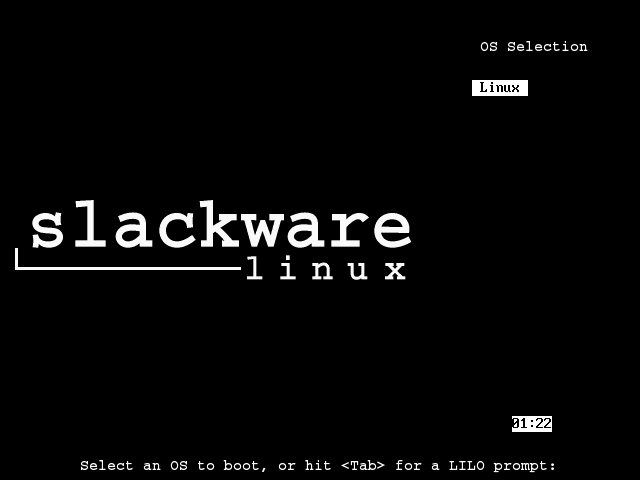 OS Selection
Linux
slackware
linux
01:22
Select an OS to boot, or hit <Tab> for a LILO prompt: